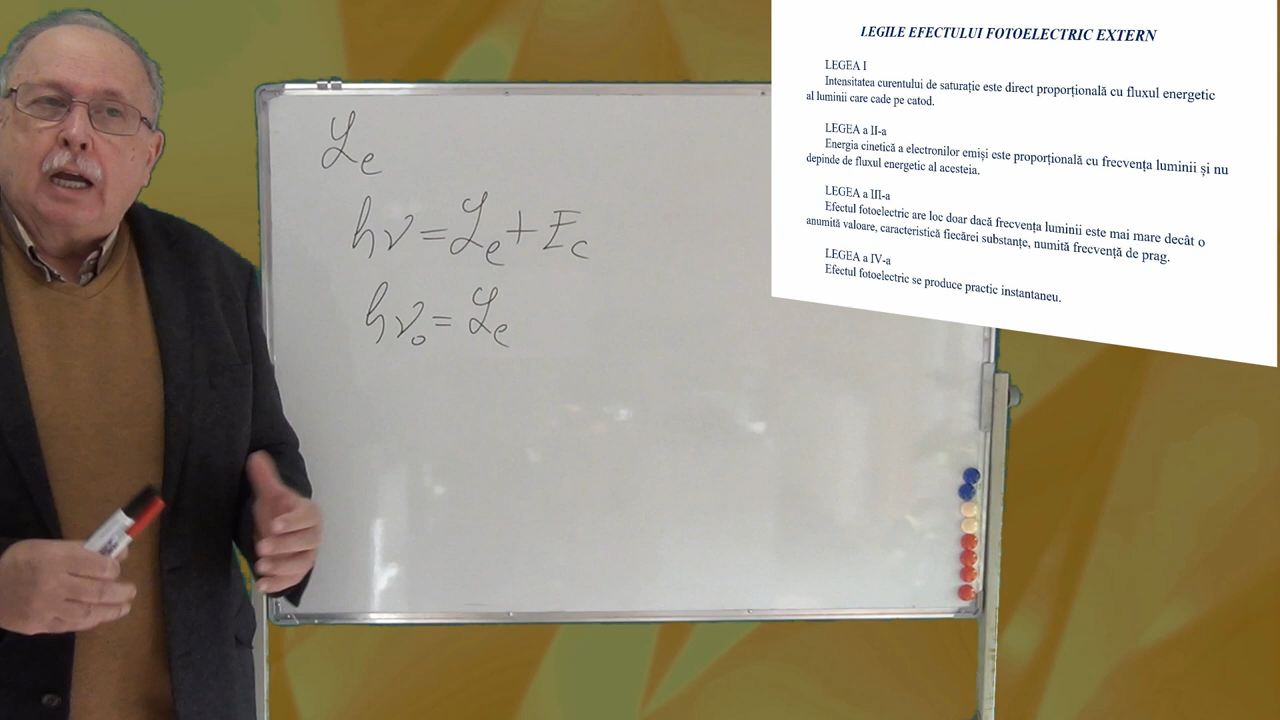 ℒe
hν = ℒe + Ec
hν₀ = ℒe
LEGILE EFECTULUI FOTOELECTRIC EXTERN
LEGEA I
Intensitatea curentului de saturație este direct proporțională cu fluxul energetic
al luminii care cade pe catod.
LEGEA a II-a
Energia cinetică a electronilor emiși este proporțională cu frecvența luminii și nu
depinde de fluxul energetic al acesteia.
LEGEA a III-a
Efectul fotoelectric are loc doar dacă frecvența luminii este mai mare decât o
anumită valoare, caracteristică fiecărei substanțe, numită frecvență de prag.
LEGEA a IV-a
Efectul fotoelectric se produce practic instantaneu.